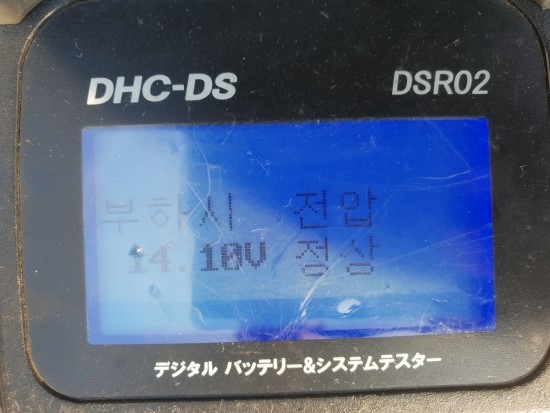 DHC-DS DSR02
부하시 전압
14.10V 정상
デジタル バッテリー&システムテスター